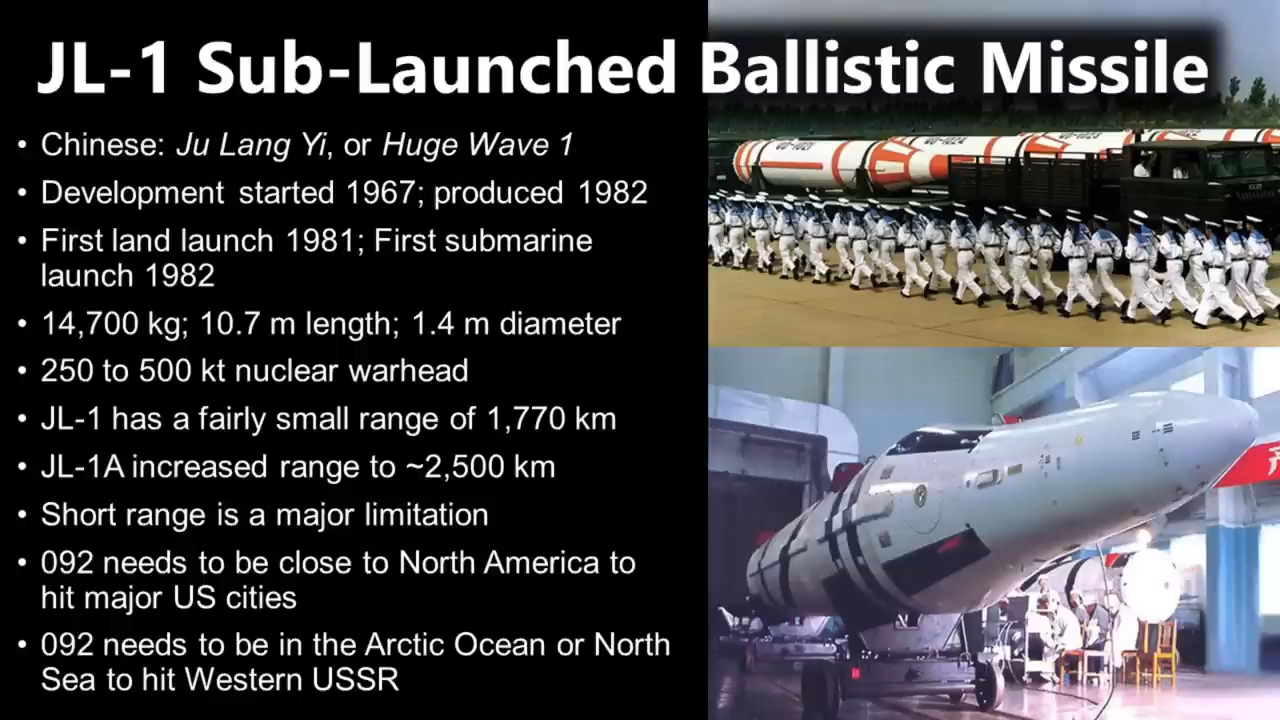 JL-1 Sub-Launched Ballistic Missile
• Chinese: Ju Lang Yi, or Huge Wave 1
• Development started 1967; produced 1982
• First land launch 1981; First submarine
launch 1982
• 14,700 kg; 10.7 m length; 1.4 m diameter
• 250 to 500 kt nuclear warhead
• JL-1 has a fairly small range of 1,770 km
• JL-1A increased range to ~2,500 km
• Short range is a major limitation
• 092 needs to be close to North America to
hit major US cities
• 092 needs to be in the Arctic Ocean or North
Sea to hit Western USSR